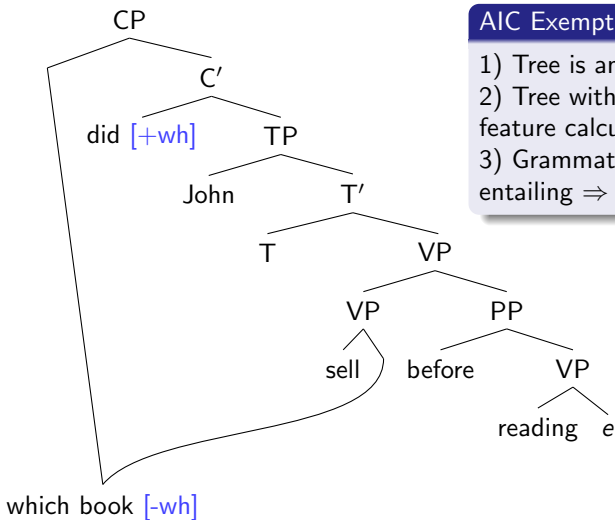 CP
AIC Exempt
C′
1) Tree is an
2) Tree with
feature calcu
3) Grammat
entailing ⇒
did [+wh] TP
John T′
T VP
VP PP
sell before VP
reading e
which book [-wh]